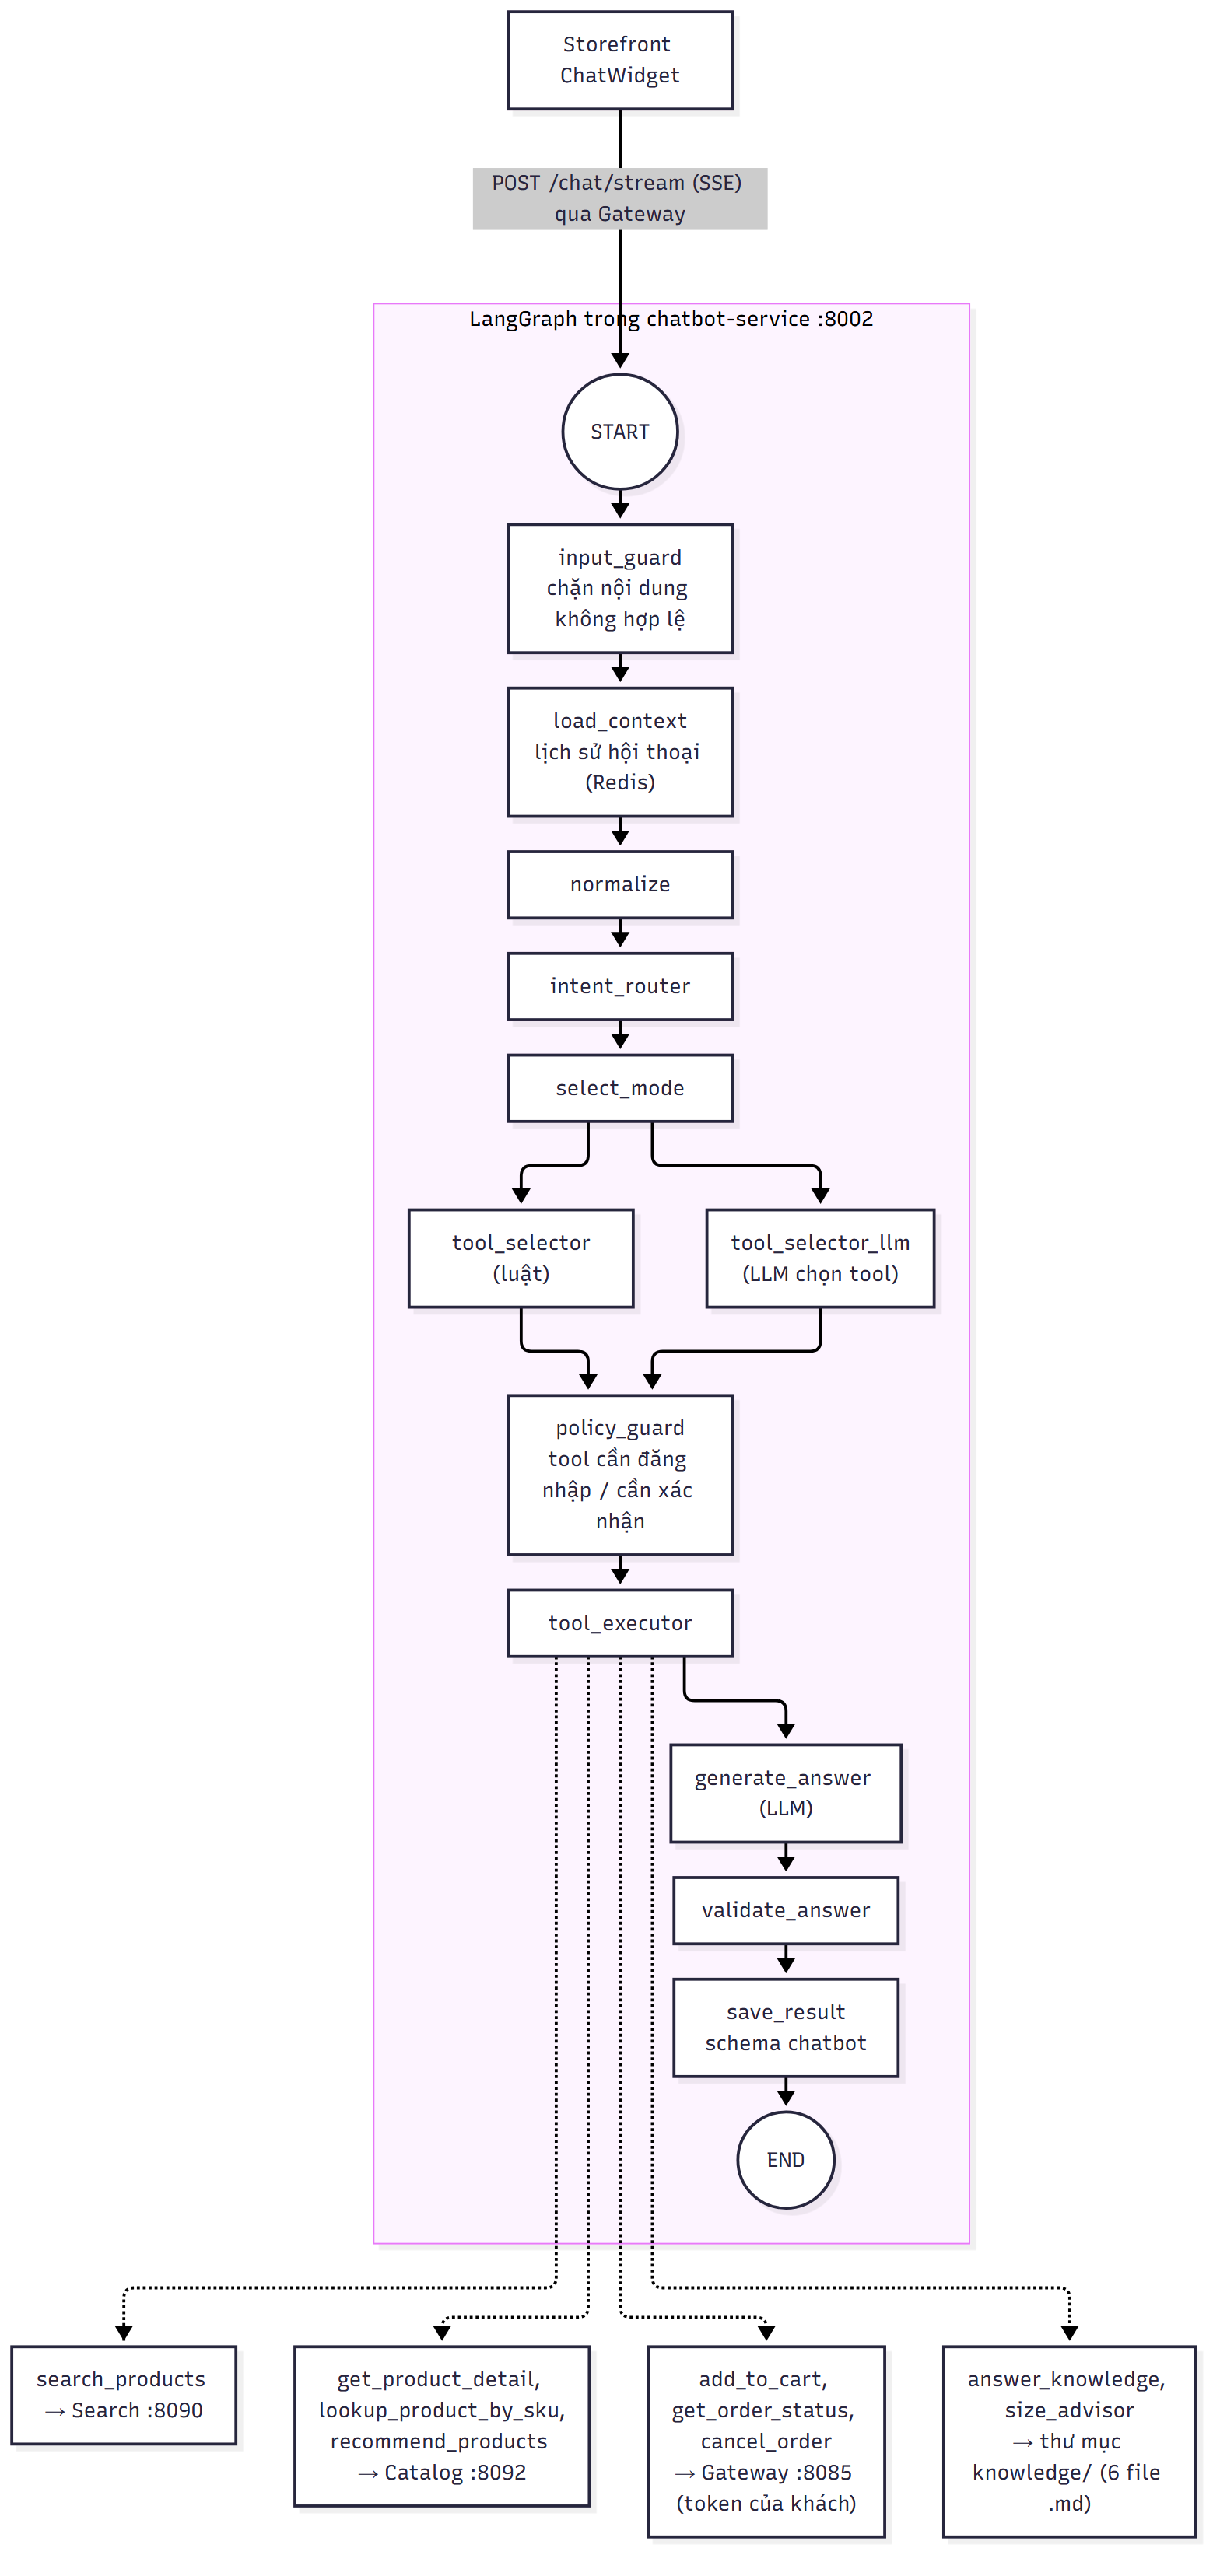 Storefront
ChatWidget
POST /chat/stream (SSE)
qua Gateway
LangGraph trong chatbot-service :8002
START
input_guard
chặn nội dung
không hợp lệ
load_context
lịch sử hội thoại
(Redis)
normalize
intent_router
select_mode
tool_selector
(luật)
tool_selector_llm
(LLM chọn tool)
policy_guard
tool cần đăng
nhập / cần xác
nhận
tool_executor
generate_answer
(LLM)
validate_answer
save_result
schema chatbot
END
search_products
→ Search :8090
get_product_detail,
lookup_product_by_sku,
recommend_products
→ Catalog :8092
add_to_cart,
get_order_status,
cancel_order
→ Gateway :8085
(token của khách)
answer_knowledge,
size_advisor
→ thư mục
knowledge/ (6 file
.md)